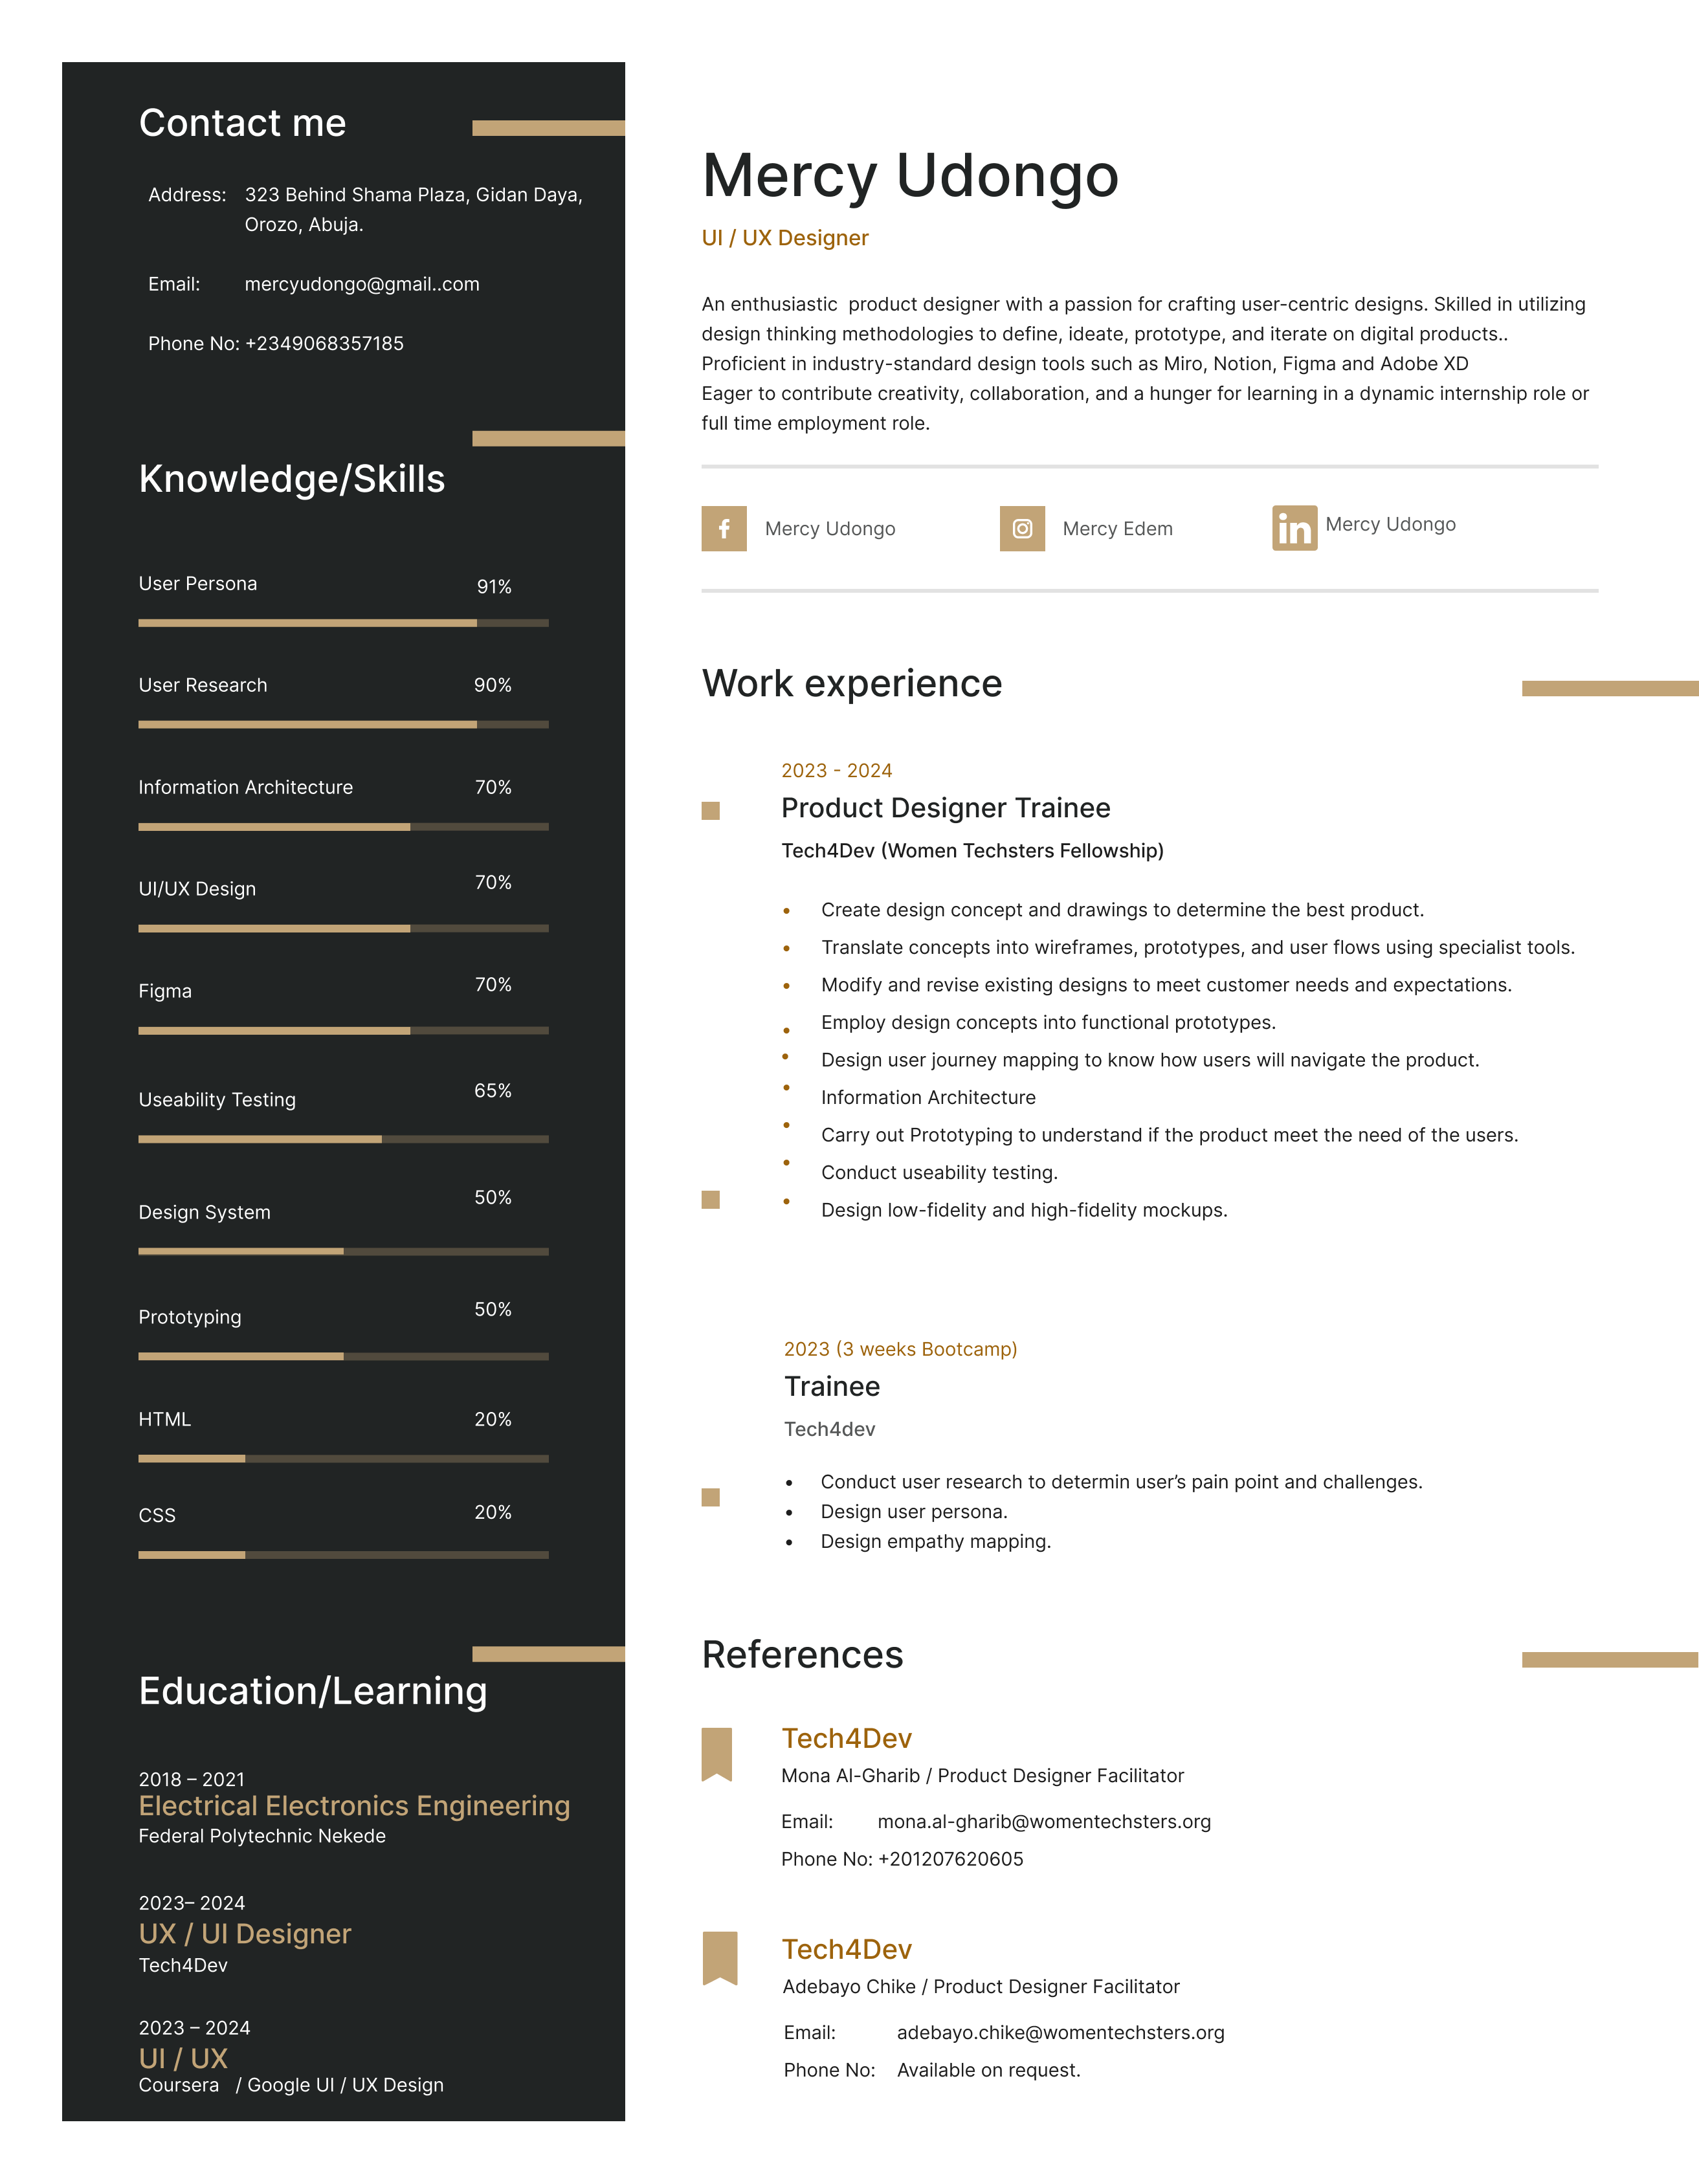 Contact me
Address: 323 Behind Shama Plaza, Gidan Daya,
Orozo, Abuja.
Email: mercyudongo@gmail..com
Phone No: +2349068357185
Knowledge/Skills
User Persona 91%
User Research 90%
Information Architecture 70%
UI/UX Design 70%
Figma 70%
Useability Testing 65%
Design System 50%
Prototyping 50%
HTML 20%
CSS 20%
Education/Learning
2018 – 2021
Electrical Electronics Engineering
Federal Polytechnic Nekede
2023– 2024
UX / UI Designer
Tech4Dev
2023 – 2024
UI / UX
Coursera / Google UI / UX Design
Mercy Udongo
UI / UX Designer
An enthusiastic product designer with a passion for crafting user-centric designs. Skilled in utilizing
design thinking methodologies to define, ideate, prototype, and iterate on digital products..
Proficient in industry-standard design tools such as Miro, Notion, Figma and Adobe XD
Eager to contribute creativity, collaboration, and a hunger for learning in a dynamic internship role or
full time employment role.
Mercy Udongo
Mercy Edem
in Mercy Udongo
Work experience
2023 - 2024
Product Designer Trainee
Tech4Dev (Women Techsters Fellowship)
• Create design concept and drawings to determine the best product.
• Translate concepts into wireframes, prototypes, and user flows using specialist tools.
• Modify and revise existing designs to meet customer needs and expectations.
• Employ design concepts into functional prototypes.
• Design user journey mapping to know how users will navigate the product.
• Information Architecture
• Carry out Prototyping to understand if the product meet the need of the users.
• Conduct useability testing.
• Design low-fidelity and high-fidelity mockups.
2023 (3 weeks Bootcamp)
Trainee
Tech4dev
• Conduct user research to determin user’s pain point and challenges.
• Design user persona.
• Design empathy mapping.
References
Tech4Dev
Mona Al-Gharib / Product Designer Facilitator
Email: mona.al-gharib@womentechsters.org
Phone No: +201207620605
Tech4Dev
Adebayo Chike / Product Designer Facilitator
Email: adebayo.chike@womentechsters.org
Phone No: Available on request.